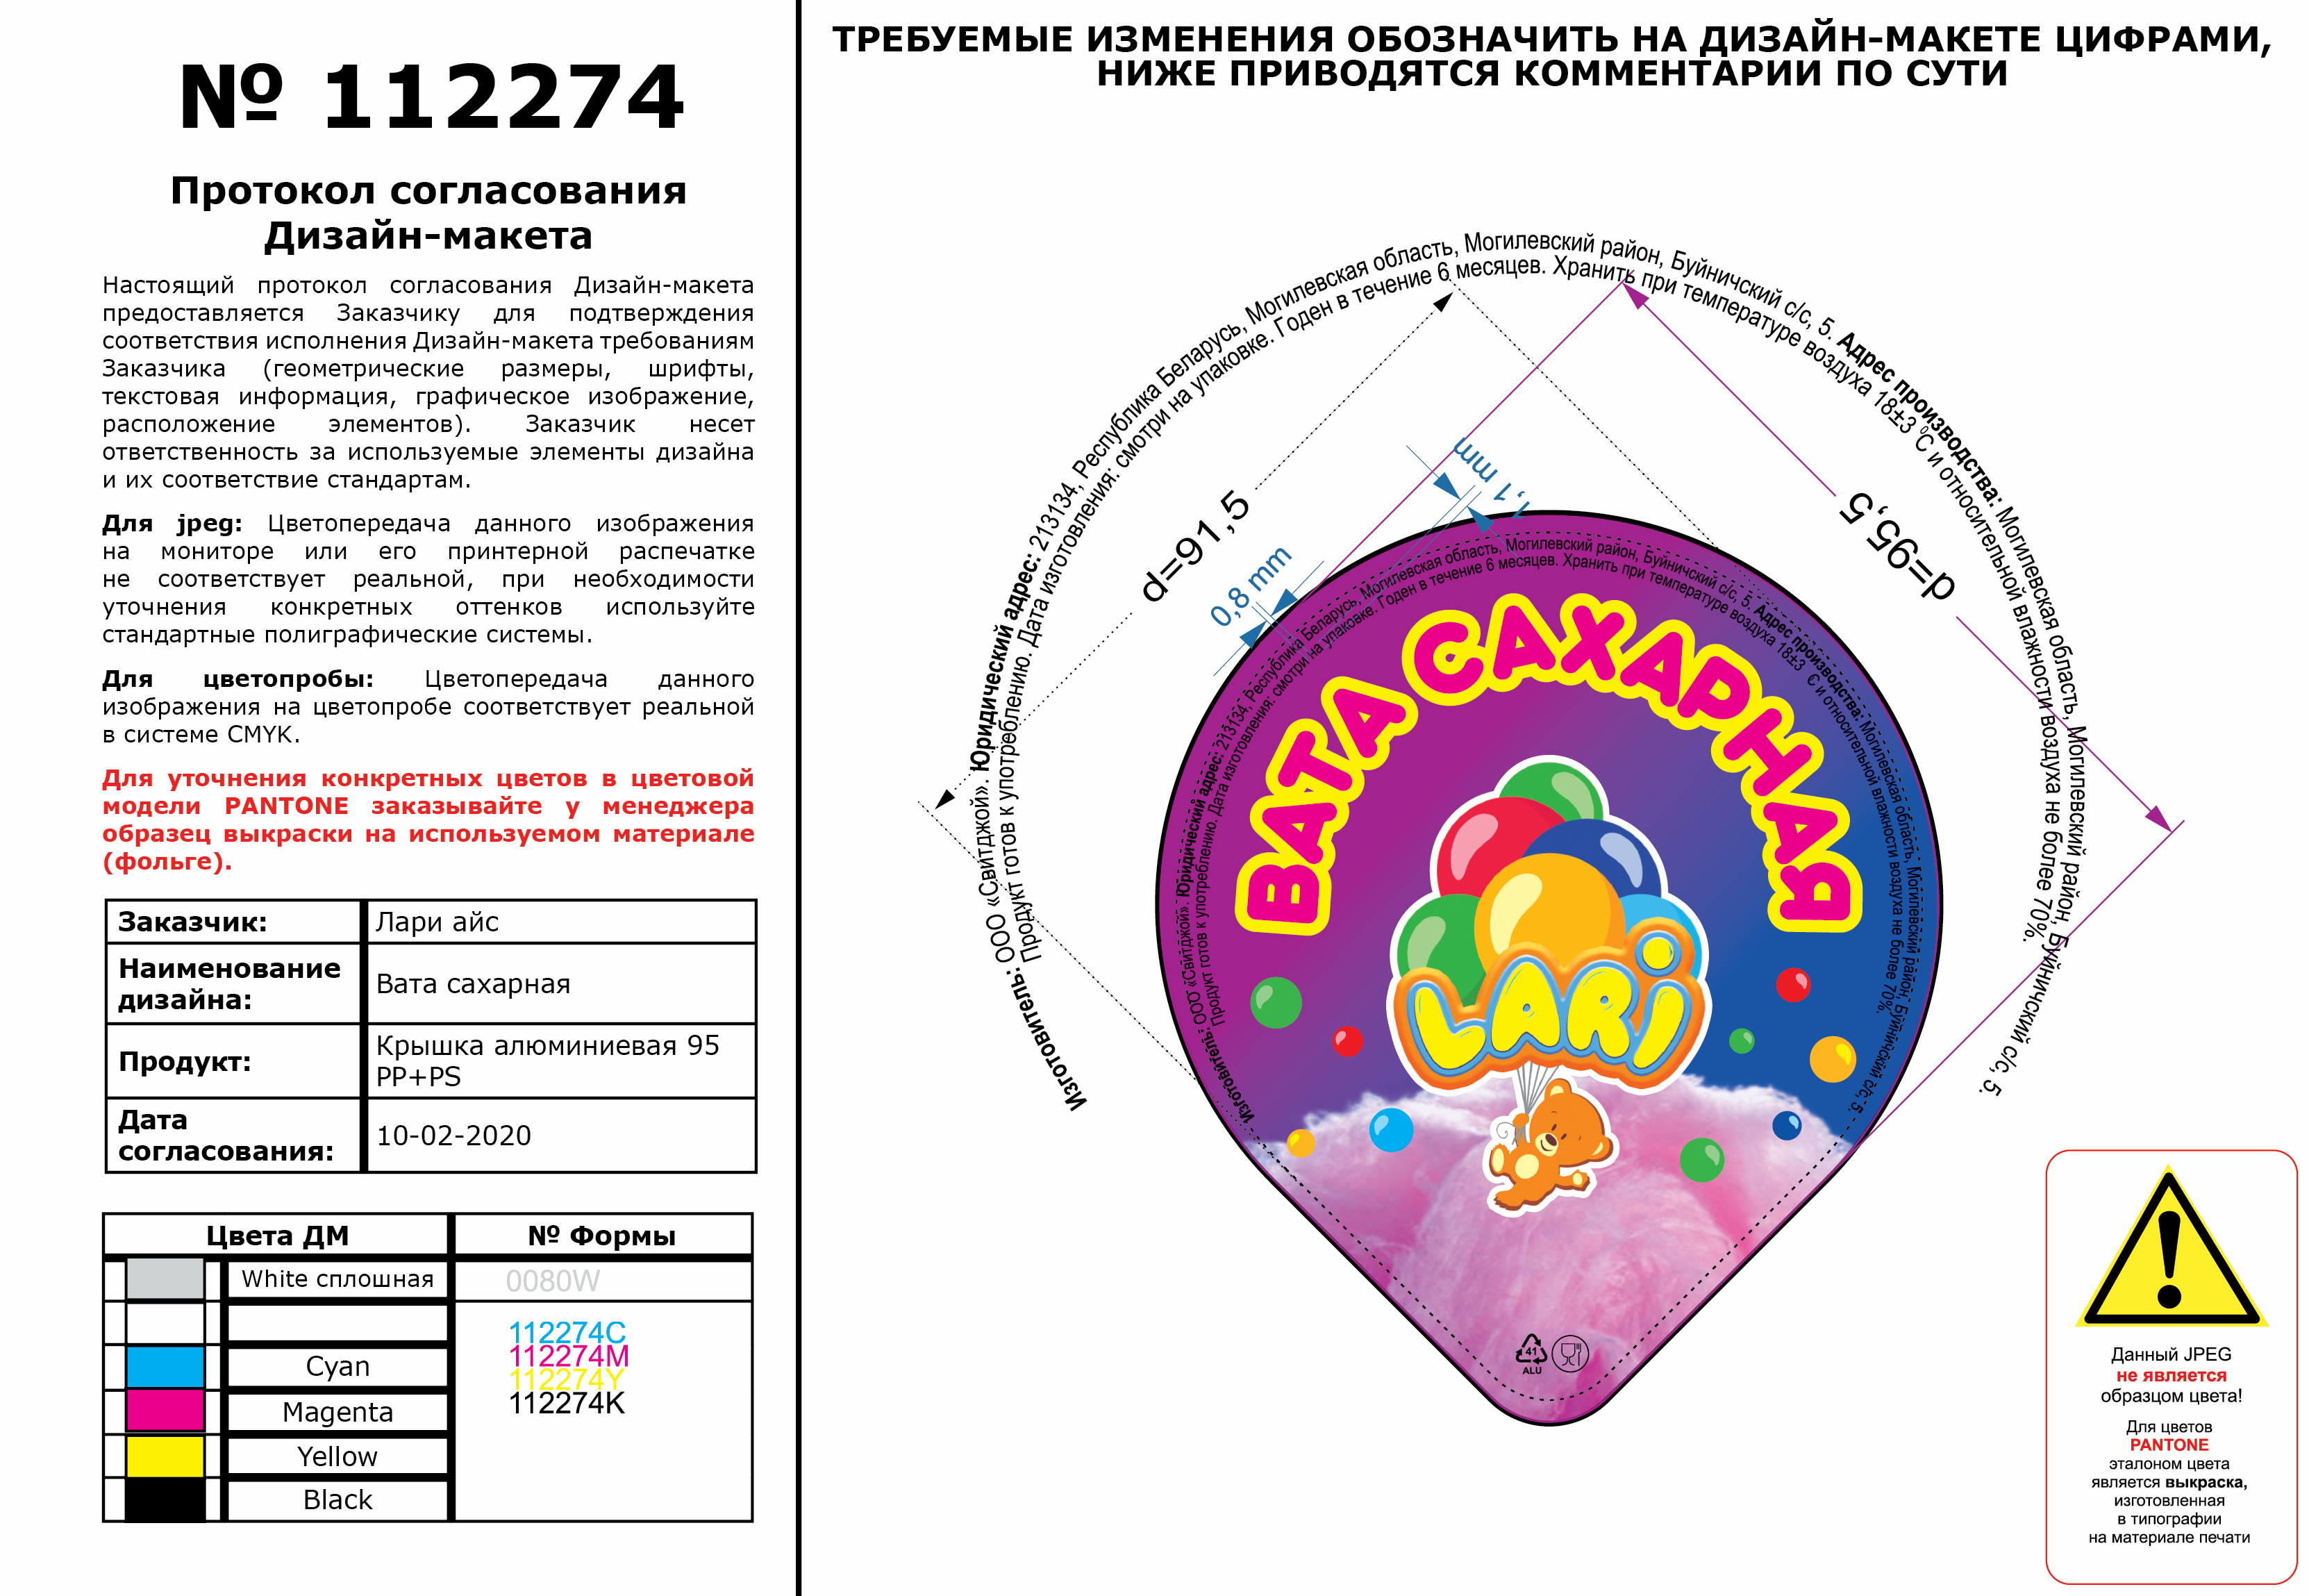 № 112274
Протокол согласования
Дизайн-макета
Настоящий протокол согласования Дизайн-макета
предоставляется Заказчику для подтверждения
соответствия исполнения Дизайн-макета требованиям
Заказчика (геометрические размеры, шрифты,
текстовая информация, графическое изображение,
расположение элементов). Заказчик несет
ответственность за используемые элементы дизайна
и их соответствие стандартам.
Для jpeg: Цветопередача данного изображения
на мониторе или его принтерной распечатке
не соответствует реальной, при необходимости
уточнения конкретных оттенков используйте
стандартные полиграфические системы.
Для цветопробы: Цветопередача данного
изображения на цветопробе соответствует реальной
в системе CMYK.
Для уточнения конкретных цветов в цветовой
модели PANTONE заказывайте у менеджера
образец выкраски на используемом материале
(фольге).
Заказчик: Лари айс
Наименование
дизайна: Вата сахарная
Продукт: Крышка алюминиевая 95
PP+PS
Дата
согласования: 10-02-2020
Цвета ДМ № Формы
White сплошная 0080W
Cyan
Magenta
Yellow
Black
112274C
112274M
112274Y
112274K
ТРЕБУЕМЫЕ ИЗМЕНЕНИЯ ОБОЗНАЧИТЬ НА ДИЗАЙН-МАКЕТЕ ЦИФРАМИ,
НИЖЕ ПРИВОДЯТСЯ КОММЕНТАРИИ ПО СУТИ
Изготовитель: ООО «Свитджой». Юридический адрес: 213134, Республика Беларусь, Могилевская область, Могилевский район, Буйничский с/с, 5. Адрес производства: Могилевская область, Могилевский район, Буйничский с/с, 5.
Продукт готов к употреблению. Дата изготовления: смотри на упаковке. Годен в течение 6 месяцев. Хранить при температуре воздуха 18±3 ⁰С и относительной влажности воздуха не более 70%.
d=91,5
d=95,5
1,1 mm
0,8 mm
Изготовитель: ООО «Свитджой». Юридический адрес: 213134, Республика Беларусь, Могилевская область, Могилевский район, Буйничский с/с, 5. Адрес производства: Могилевская область, Могилевский район, Буйничский с/с, 5.
Продукт готов к употреблению. Дата изготовления: смотри на упаковке. Годен в течение 6 месяцев. Хранить при температуре воздуха 18±3 С и относительной влажности воздуха не более 70%.
ВАТА САХАРНАЯ
LARI
41
ALU
Данный JPEG
не является
образцом цвета!
Для цветов
PANTONE
эталоном цвета
является выкраска,
изготовленная
в типографии
на материале печати